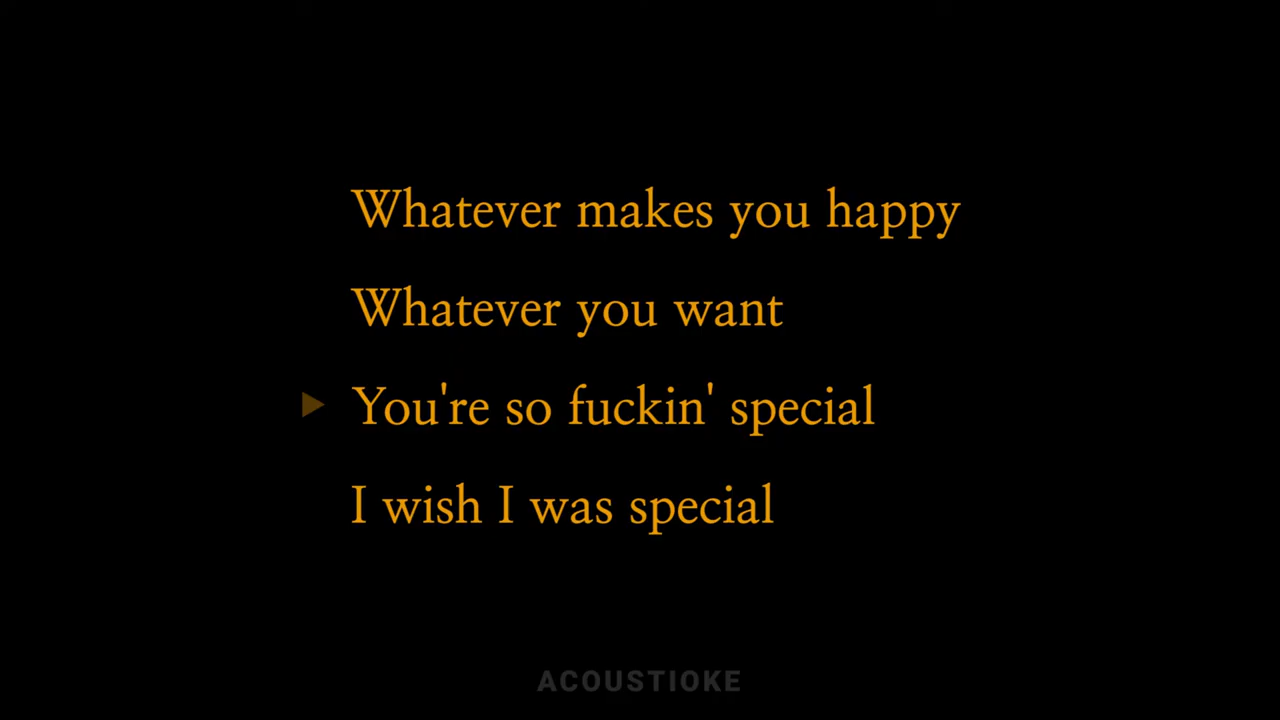 Whatever makes you happy
Whatever you want
You're so fuckin' special
I wish I was special
ACOUSTIOKE